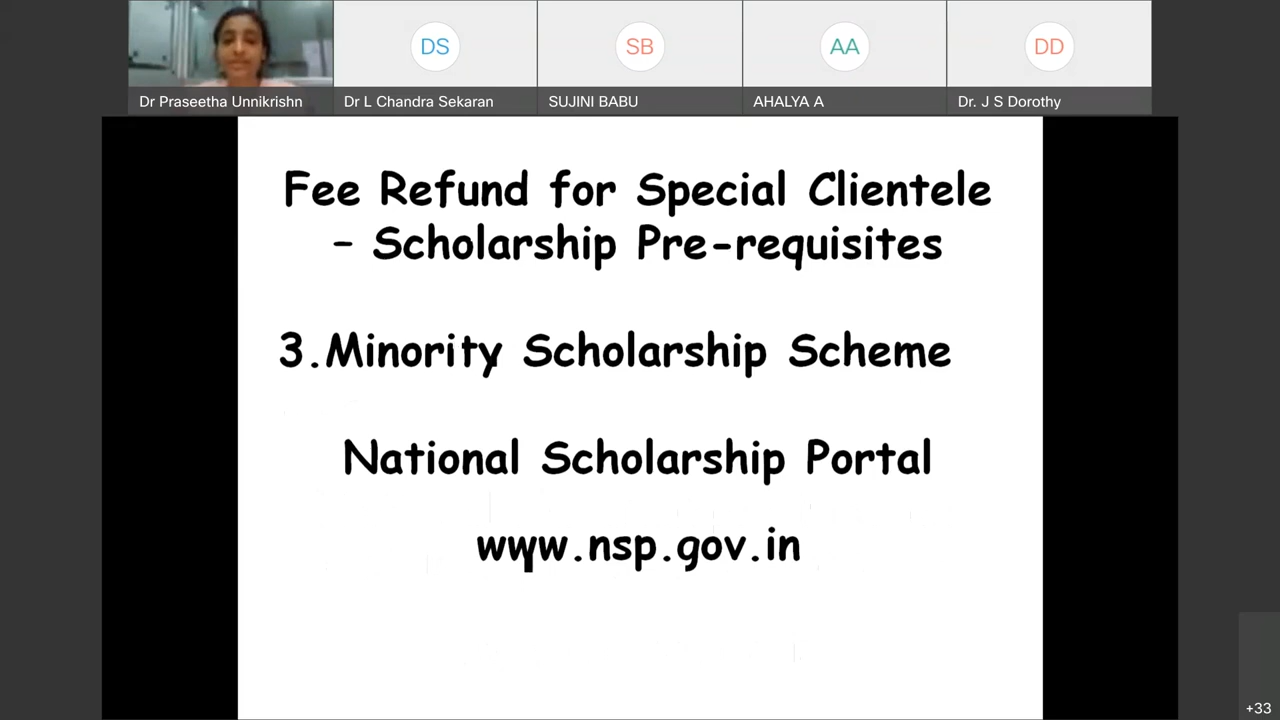 DS
SB
AA
DD
Dr Praseetha Unnikrishn
Dr L Chandra Sekaran
SUJINI BABU
AHALYA A
Dr. J S Dorothy
Fee Refund for Special Clientele
– Scholarship Pre-requisites
3.Minority Scholarship Scheme
National Scholarship Portal
www.nsp.gov.in
+33